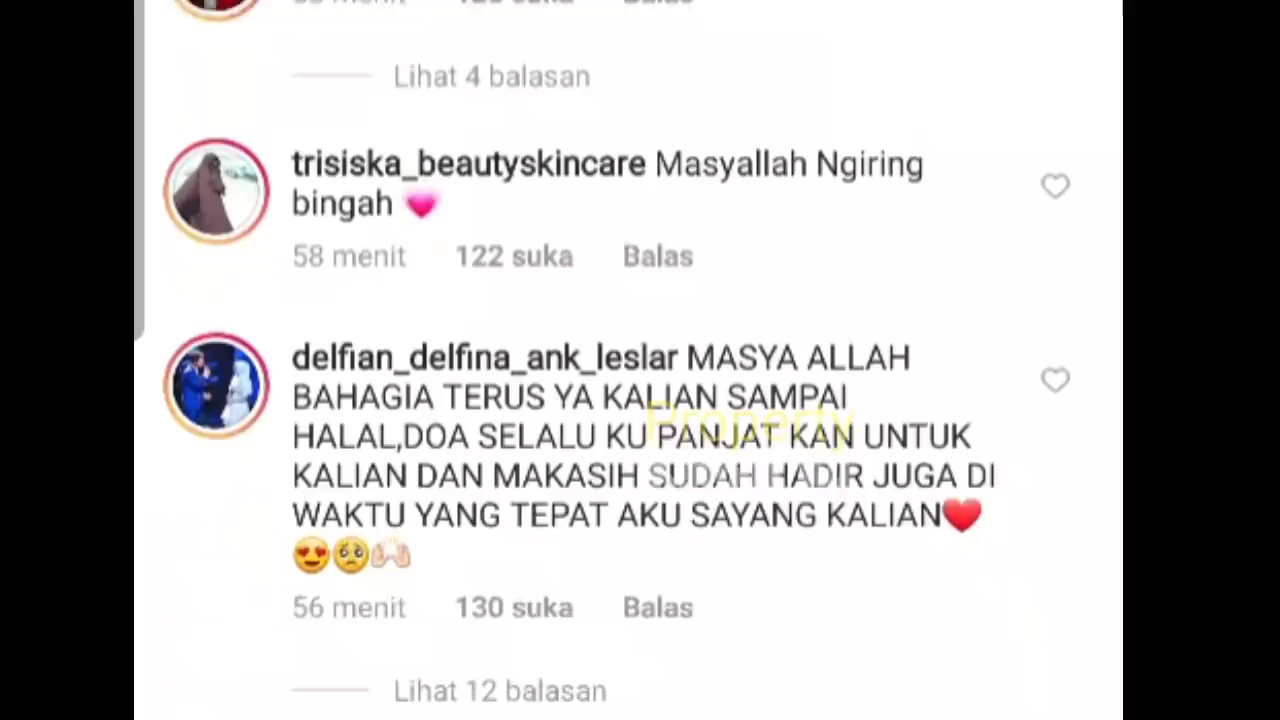 Lihat 4 balasan
trisiska_beautyskincare Masyallah Ngiring
bingah 💗
58 menit 122 suka Balas
delfian_delfina_ank_leslar MASYA ALLAH
BAHAGIA TERUS YA KALIAN SAMPAI
HALAL,DOA SELALU KU PANJAT KAN UNTUK
KALIAN DAN MAKASIH SUDAH HADIR JUGA DI
WAKTU YANG TEPAT AKU SAYANG KALIAN❤️
😍🥺🙌🏻
56 menit 130 suka Balas
Lihat 12 balasan
Property